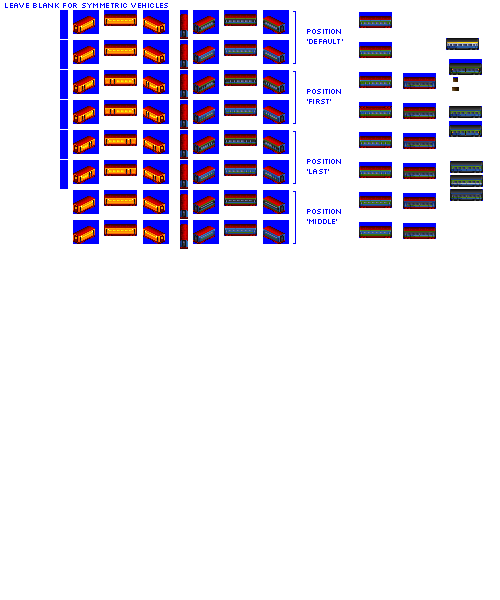 LEAVE BLANK FOR SYMMETRIC VEHICLES
POSITION
'DEFAULT'
POSITION
'FIRST'
POSITION
'LAST'
POSITION
'MIDDLE'